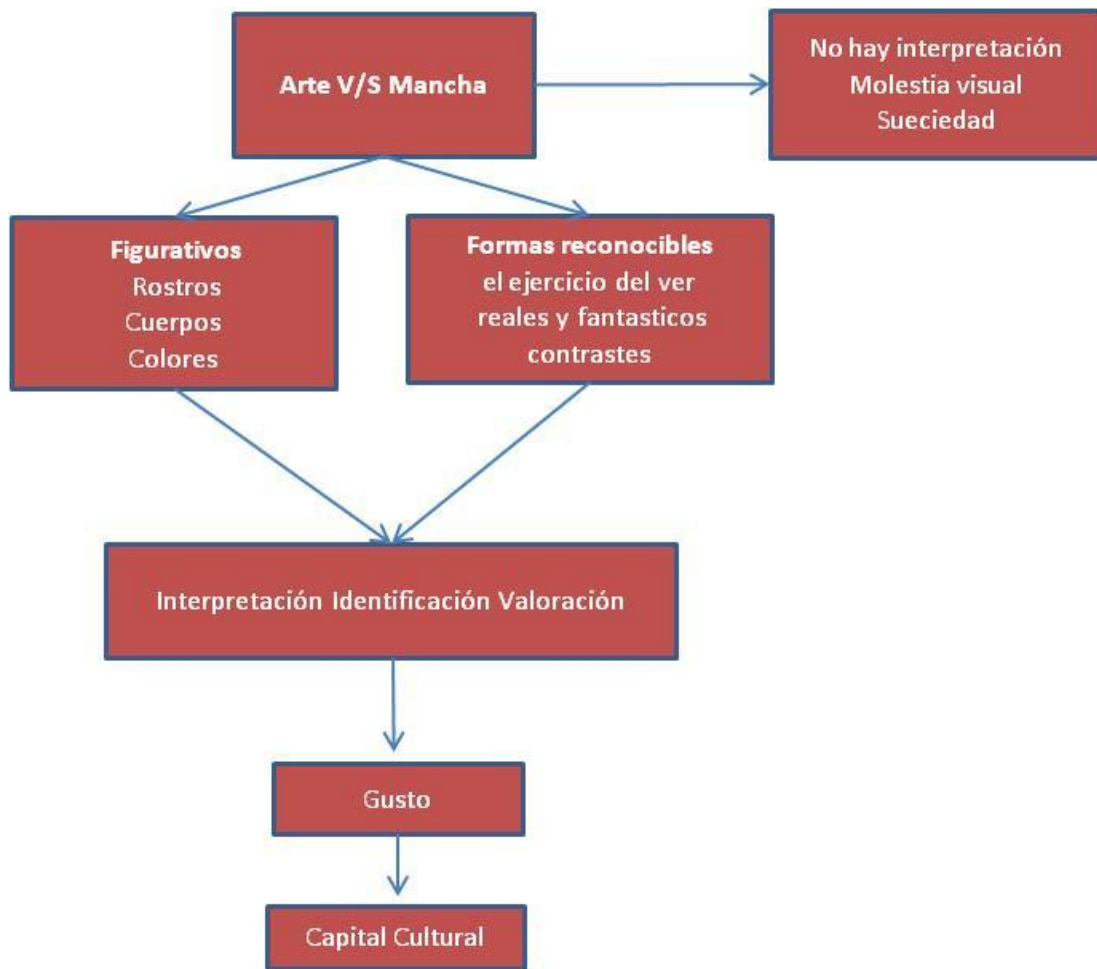 Arte V/S Mancha
No hay interpretación
Molestia visual
Sueciedad
Figurativos
Rostros
Cuerpos
Colores
Formas reconocibles
el ejercicio del ver
reales y fantasticos
contrastes
Interpretación Identificación Valoración
Gusto
Capital Cultural